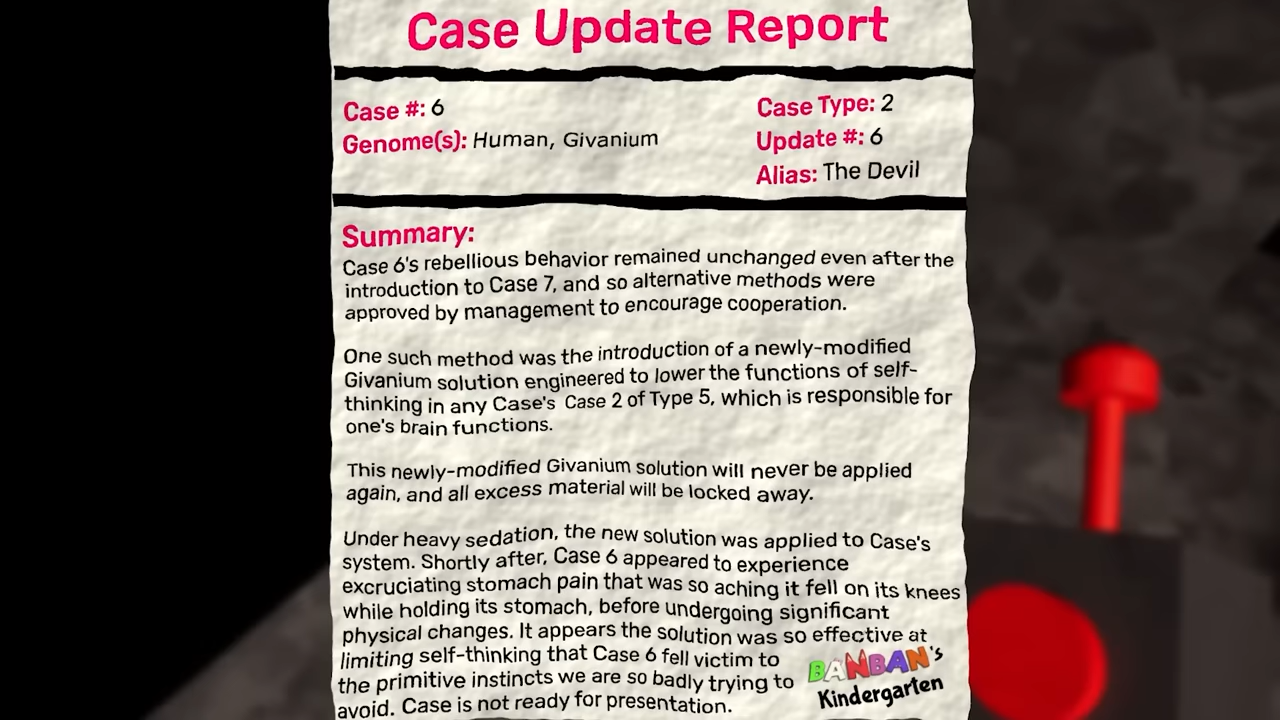 Case Update Report
Case #: 6
Case Type: 2
Genome(s): Human, Givanium
Update #: 6
Alias: The Devil
Summary:
Case 6's rebellious behavior remained unchanged even after the
introduction to Case 7, and so alternative methods were
approved by management to encourage cooperation.
One such method was the introduction of a newly-modified
Givanium solution engineered to lower the functions of self-
thinking in any Case's Case 2 of Type 5, which is responsible for
one's brain functions.
This newly-modified Givanium solution will never be applied
again, and all excess material will be locked away.
Under heavy sedation, the new solution was applied to Case's
system. Shortly after, Case 6 appeared to experience
excruciating stomach pain that was so aching it fell on its knees
while holding its stomach, before undergoing significant
physical changes. It appears the solution was so effective at
limiting self-thinking that Case 6 fell victim to
the primitive instincts we are so badly trying to
avoid. Case is not ready for presentation.
BANBAN's
Kindergarten